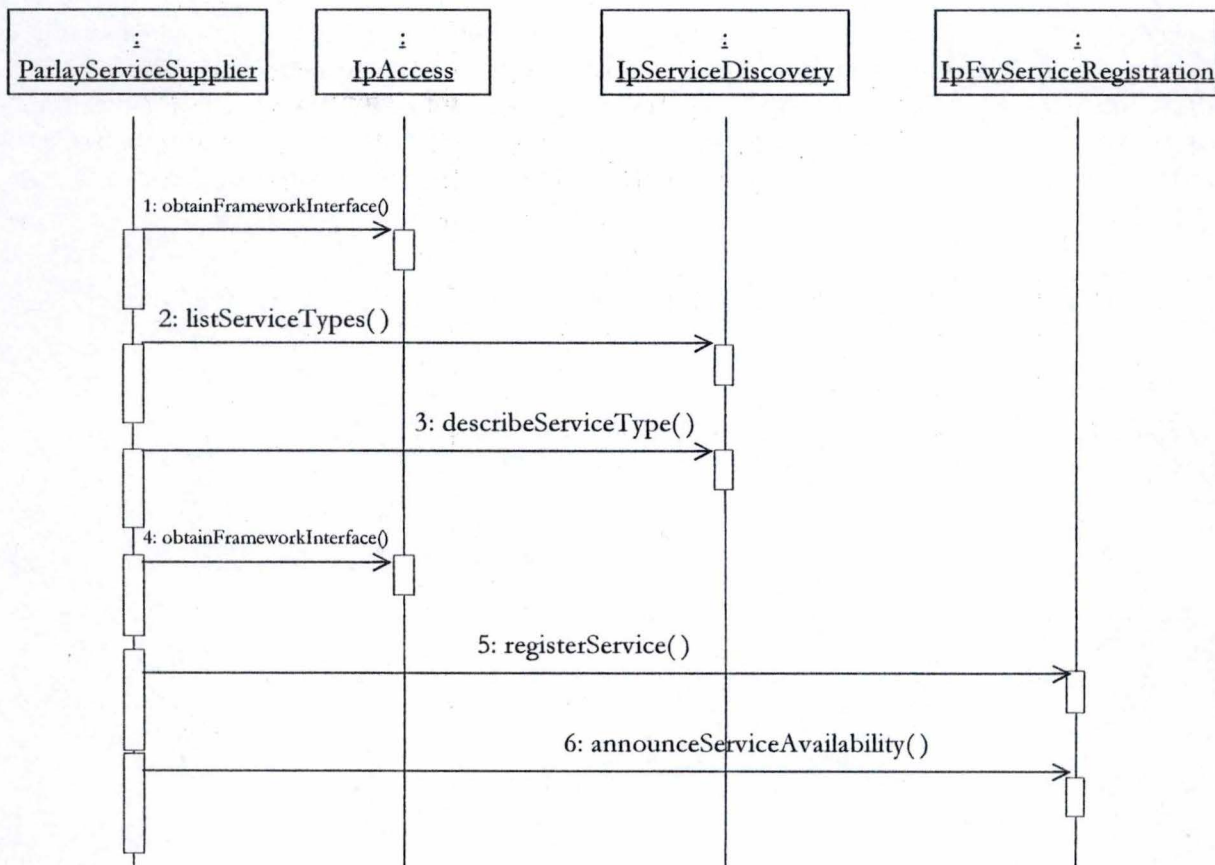 :
ParlayServiceSupplier
:
IpAccess
:
IpServiceDiscovery
:
IpFwServiceRegistration
1: obtainFrameworkInterface()
2: listServiceTypes()
3: describeServiceType()
4: obtainFrameworkInterface()
5: registerService()
6: announceServiceAvailability()